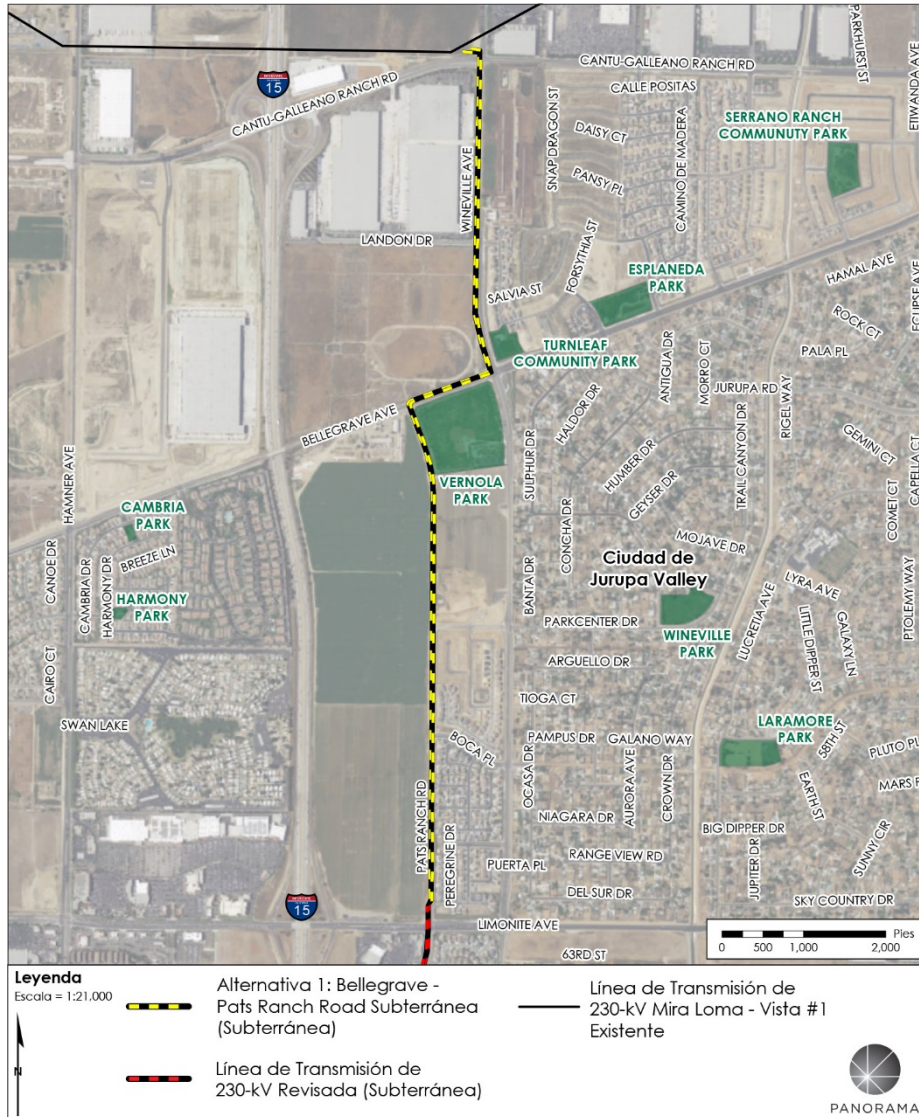 PARKHURST ST
ETIWANDA AVE
CANTU-GALLEANO RANCH RD
CALLE POSITAS
INTERSTATE
15
CANTU-GALLEANO RANCH RD
SERRANO RANCH
COMMUNUTY PARK
SNAPDRAGON ST
DAISY CT
PANSY PL
CAMINO DE MADERA
WINEVILLE AVE
LANDON DR
FORSYTHIA ST
ESPLANEDA
PARK
HAMAL AVE
ECLIPSE AVE
SALVIA ST
ROCK CT
TURNLEAF
COMMUNITY PARK
ANTIGUA DR
MORRO CT
PALA PL
JURUPA RD
RIGEL WAY
HALDOR DR
BELLEGRAVE AVE
HUMBER DR
TRAIL CANYON DR
GEMINI CT
CAPELLA CT
HAMNER AVE
VERNOLA
PARK
SULPHUR DR
GEYSER DR
COMET CT
CAMBRIA
PARK
CONCHA DR
MOJAVE DR
CANOE DR
BREEZE LN
Ciudad de
Jurupa Valley
CAMBRIA DR
HARMONY DR
HARMONY
PARK
BANTA DR
LYRA AVE
PTOLEMY WAY
PARKCENTER DR
WINEVILLE
PARK
LUCRETIA AVE
LITTLE DIPPER ST
GALAXY LN
CAIRO CT
ARGUELLO DR
TIOGA CT
SWAN LAKE
LARAMORE
PARK
BOCA PL
PAMPUS DR
GALANO WAY
58TH ST
PLUTO PL
OCASA DR
AURORA AVE
CROWN DR
EARTH ST
MARS P
PATS RANCH RD
PEREGRINE DR
NIAGARA DR
BIG DIPPER DR
SUNNY CIR
PUERTA PL
RANGE VIEW RD
JUPITER DR
DEL SUR DR
SKY COUNTRY DR
INTERSTATE
15
LIMONITE AVE
63RD ST
Pies
0 500 1,000 2,000
Leyenda
Escala = 1:21.000
N
Alternativa 1: Bellegrave -
Pats Ranch Road Subterránea
(Subterránea)
Línea de Transmisión de
230-kV Revisada (Subterránea)
Línea de Transmisión de
230-kV Mira Loma - Vista #1
Existente
PANORAMA